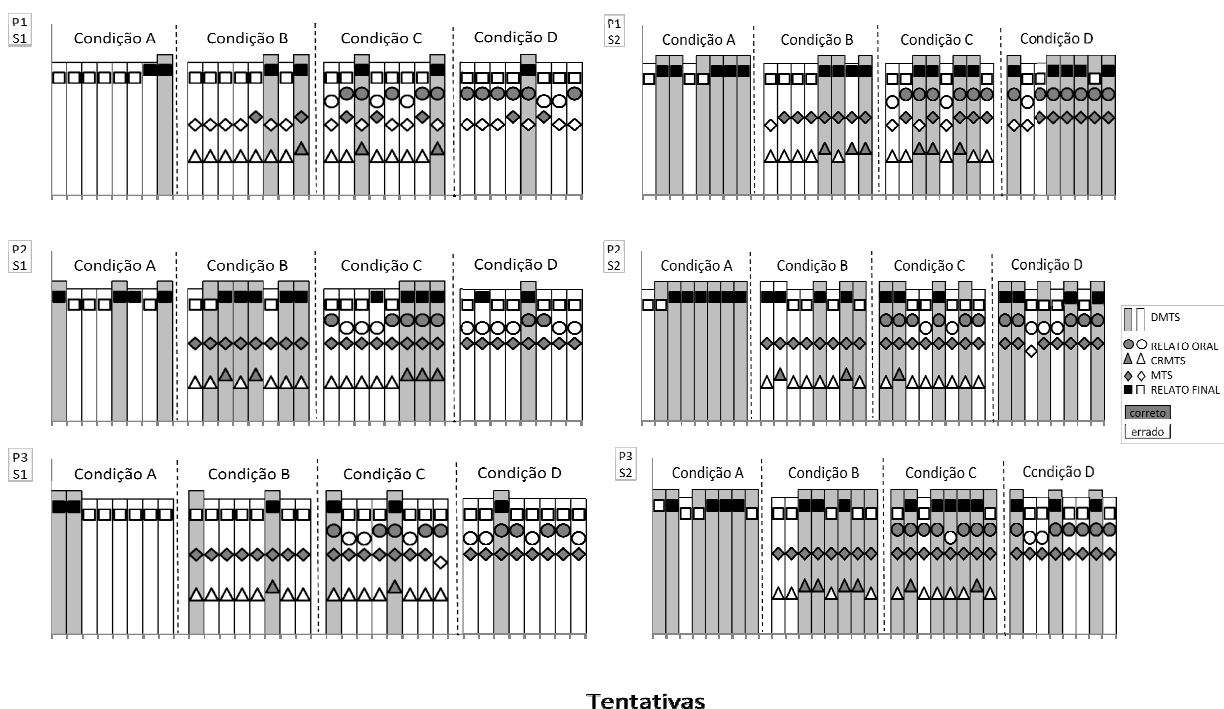 P1
S1
Condição A
Condição B
Condição C
Condição D
P1
S2
Condição A
Condição B
Condição C
Condição D
P2
S1
Condição A
Condição B
Condição C
Condição D
P2
S2
Condição A
Condição B
Condição C
Condição D
DMTS
RELATO ORAL
CRMTS
MTS
RELATO FINAL
correto
errado
P3
S1
Condição A
Condição B
Condição C
Condição D
P3
S2
Condição A
Condição B
Condição C
Condição D
Tentativas